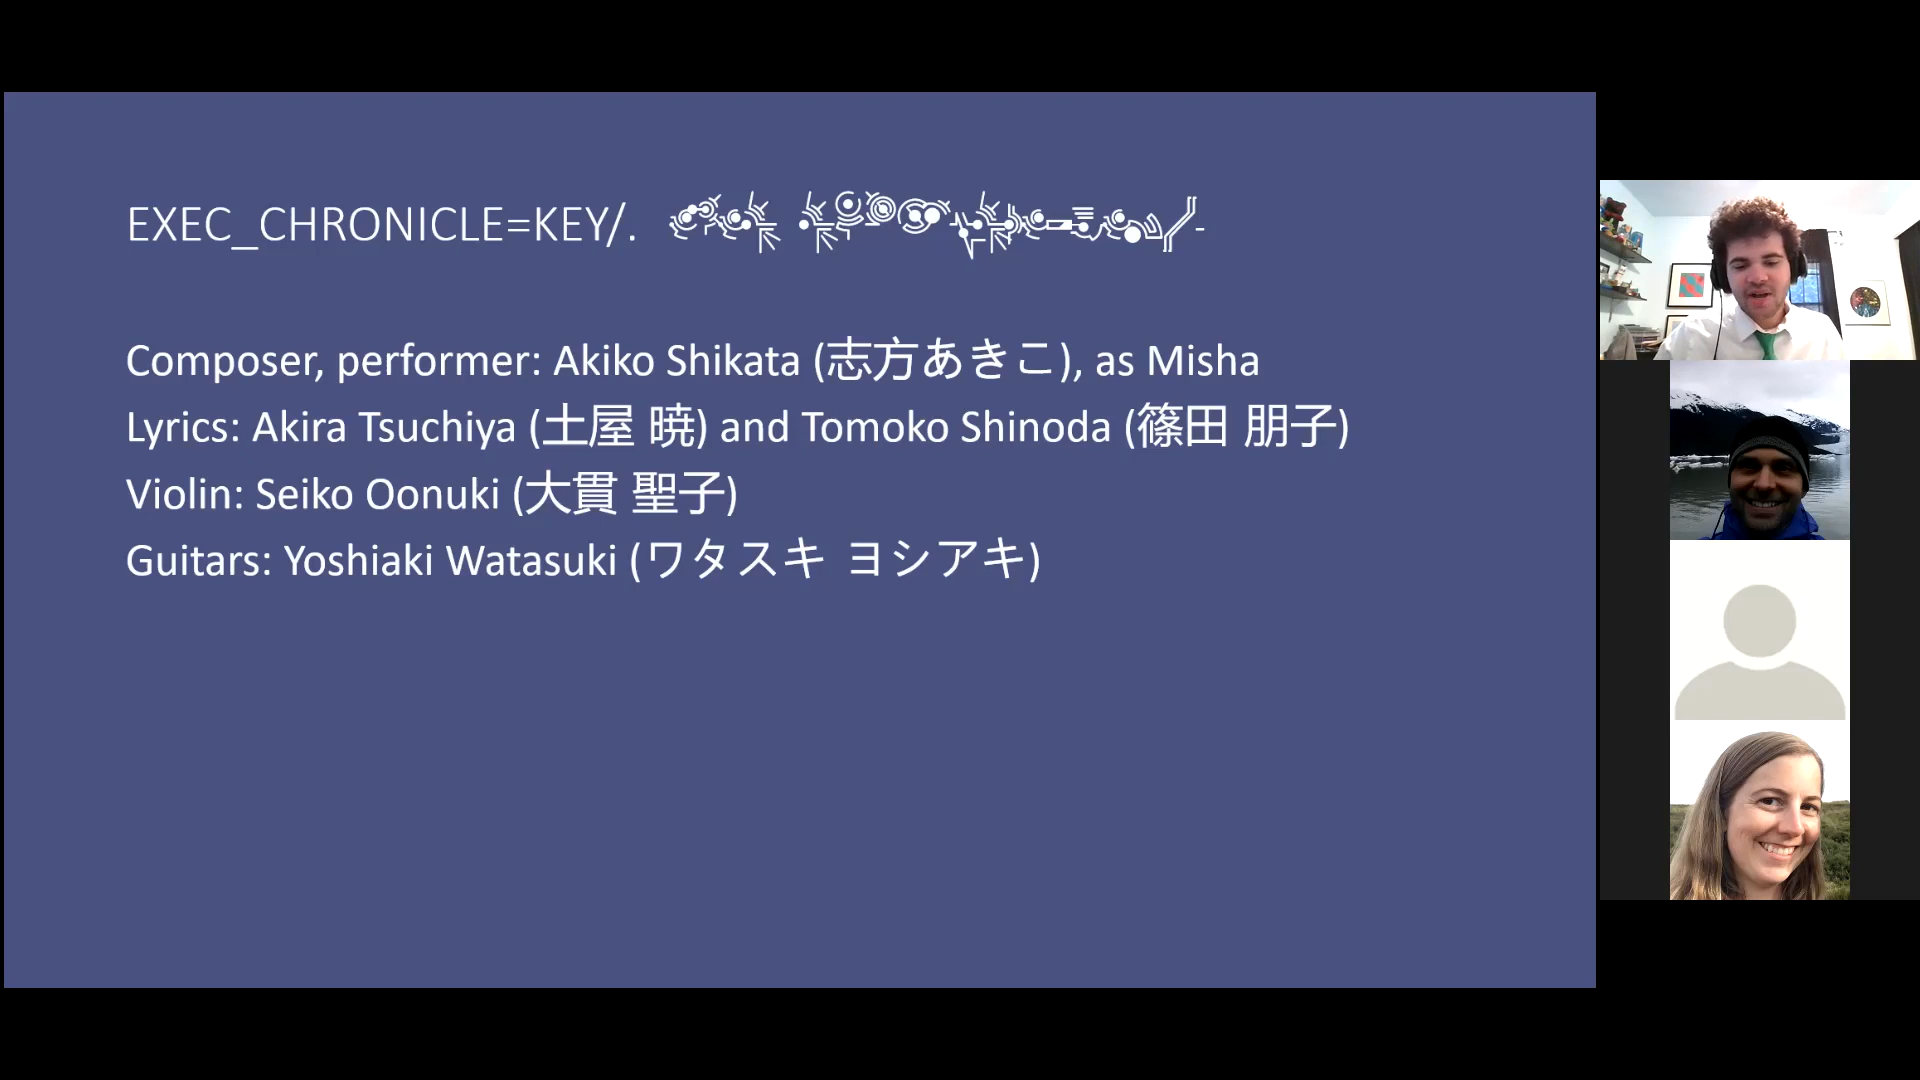 EXEC_CHRONICLE=KEY/.
Composer, performer: Akiko Shikata (志方あきこ), as Misha
Lyrics: Akira Tsuchiya (土屋 暁) and Tomoko Shinoda (篠田 朋子)
Violin: Seiko Oonuki (大貫 聖子)
Guitars: Yoshiaki Watasuki (ワタスキ ヨシアキ)